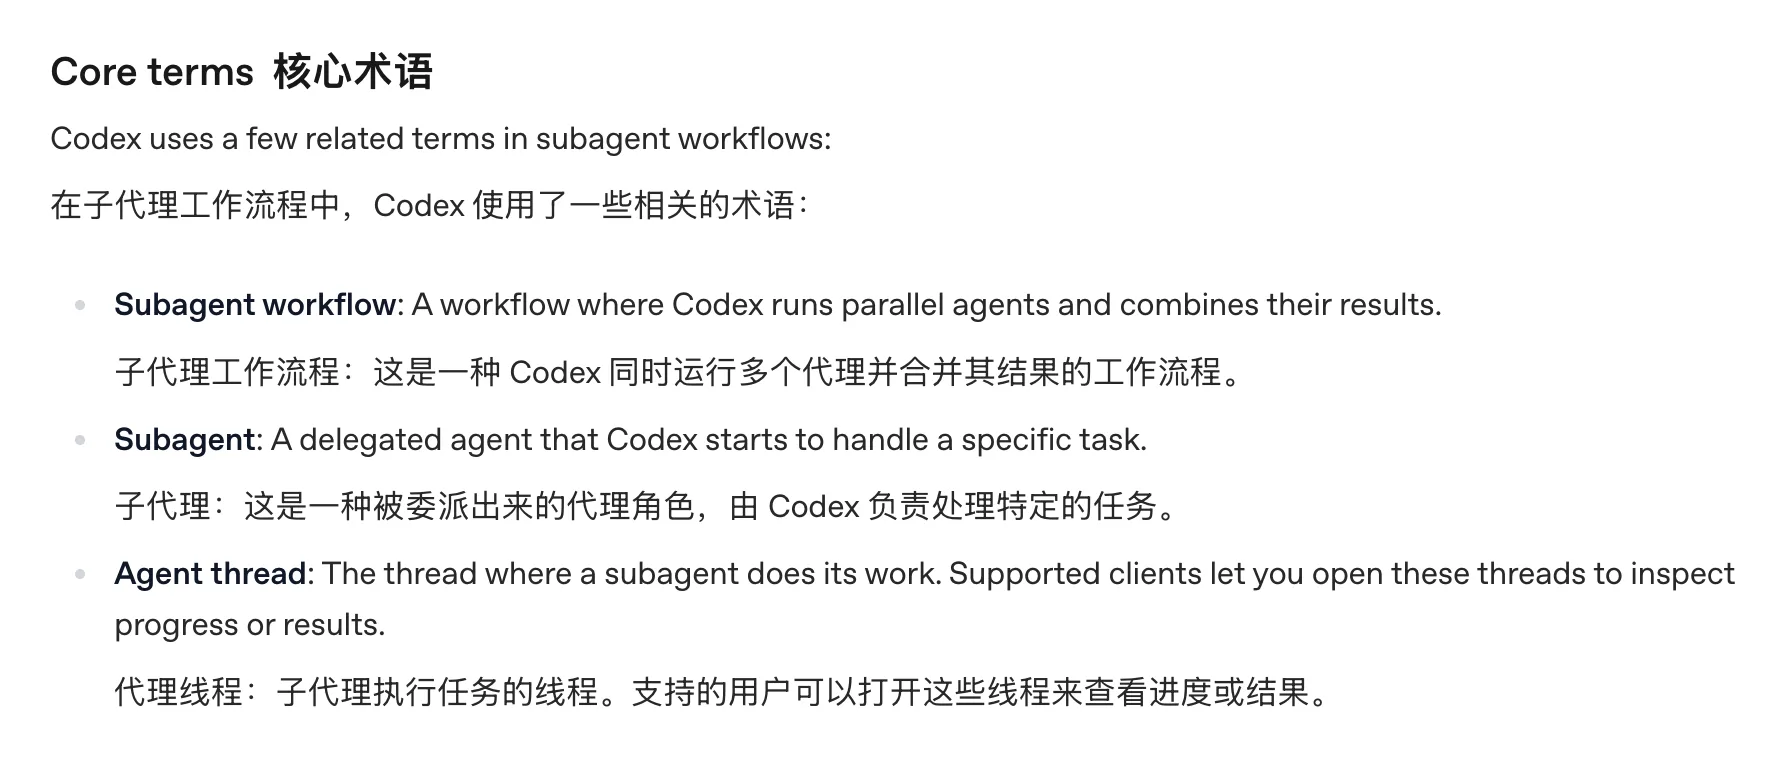 Core terms 核心术语
Codex uses a few related terms in subagent workflows:
在子代理工作流程中，Codex 使用了一些相关的术语：
Subagent workflow: A workflow where Codex runs parallel agents and combines their results.
子代理工作流程：这是一种 Codex 同时运行多个代理并合并其结果的工作流程。
Subagent: A delegated agent that Codex starts to handle a specific task.
子代理：这是一种被委派出来的代理角色，由 Codex 负责处理特定的任务。
Agent thread: The thread where a subagent does its work. Supported clients let you open these threads to inspect
progress or results.
代理线程：子代理执行任务的线程。支持的用户可以打开这些线程来查看进度或结果。